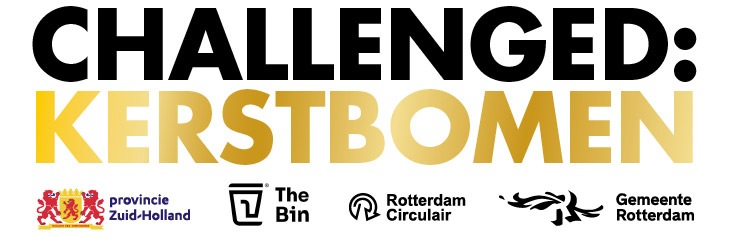 CHALLENGED:
KERSTBOMEN
provincie
Zuid-Holland
The
Bin
®
Rotterdam
Circulair
Gemeente
Rotterdam